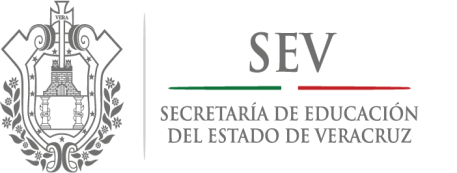 VERA
SEV
SECRETARÍA DE EDUCACIÓN
DEL ESTADO DE VERACRUZ